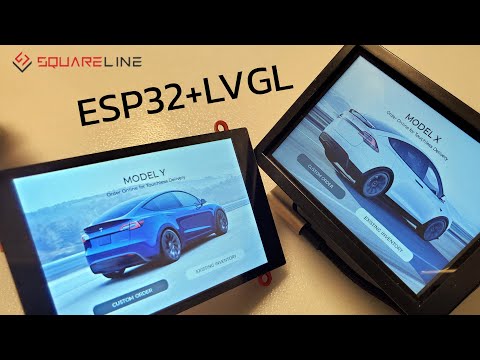 SQUARELINE
ESP32+LVGL
MODEL Y
Order Online for Touchless Delivery
CUSTOM ORDER
EXISTING INVENTORY
MODEL X
Order Online for Touchless Delivery
CUSTOM ORDER
EXISTING INVENTORY